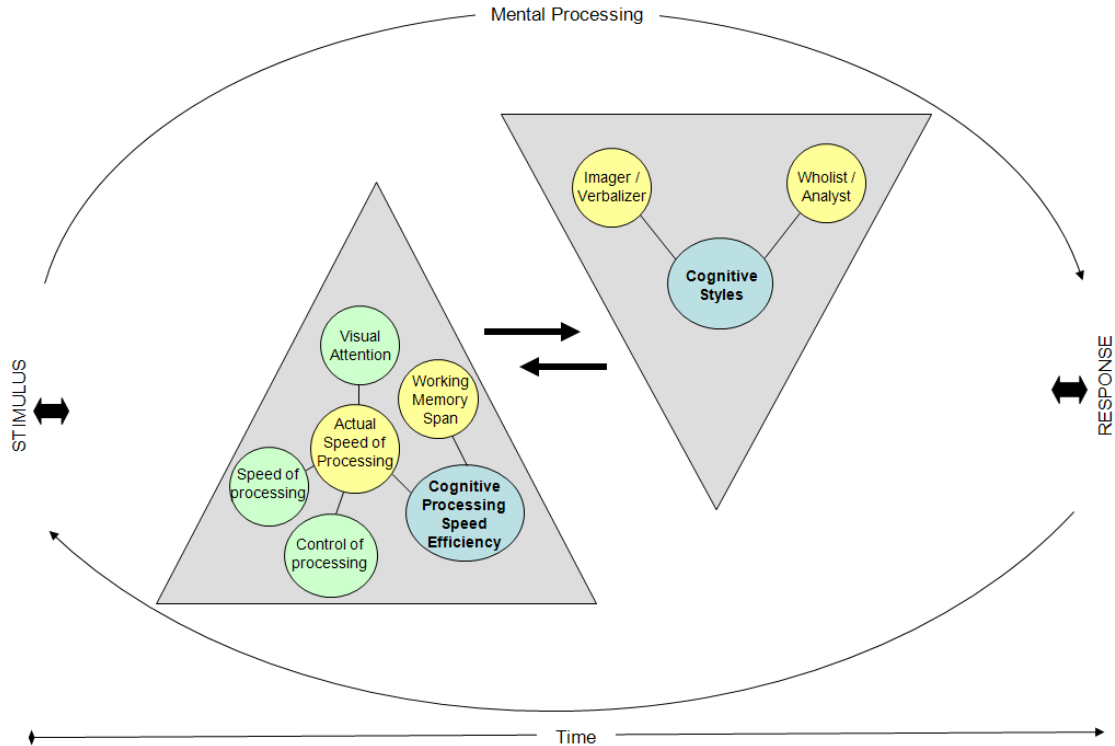 Mental Processing
Imager /
Verbalizer
Wholist /
Analyst
Cognitive
Styles
Visual
Attention
Working
Memory
Span
Actual
Speed of
Processing
Speed of
processing
Cognitive
Processing
Speed
Efficiency
Control of
processing
STIMULUS
RESPONSE
Time